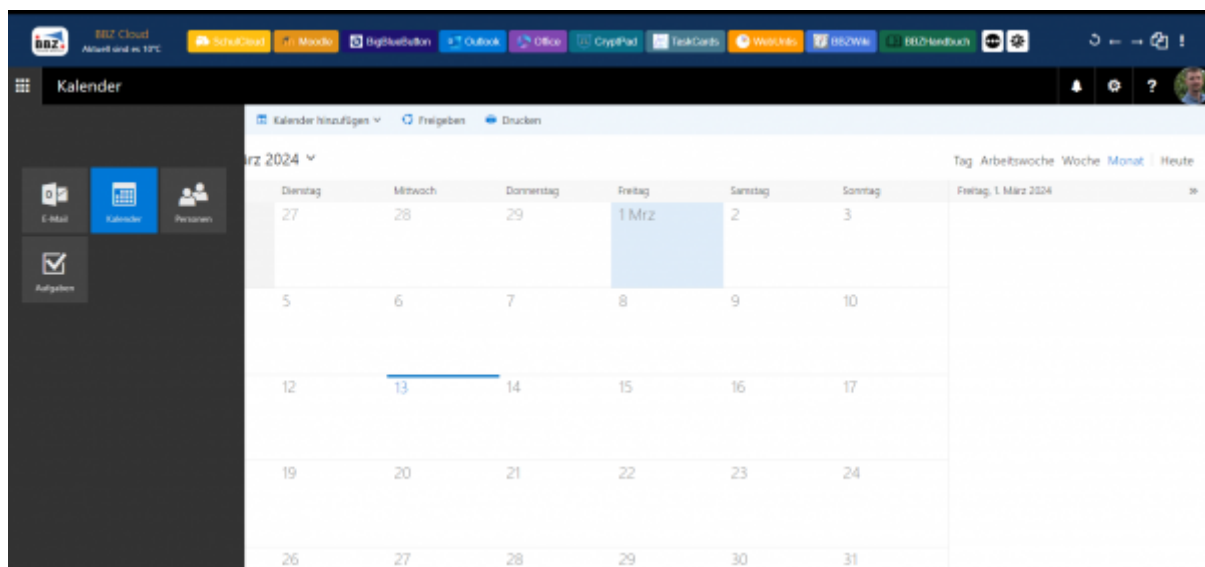 BBZ
BBZ Cloud
Aktuell sind es 10°C
SchulCloud Moodle BigBlueButton Outlook Office CryptPad TaskCards WebUntis BBZWiki BBZHandbuch
Kalender
?
Kalender hinzufügen Freigeben Drucken
rz 2024
Tag Arbeitswoche Woche Monat Heute
E-Mail Kalender Personen
Aufgaben
Dienstag Mittwoch Donnerstag Freitag Samstag Sonntag Freitag, 1. März 2024 »
27 28 29 1 Mrz 2 3
5 6 7 8 9 10
12 13 14 15 16 17
19 20 21 22 23 24
26 27 28 29 30 31